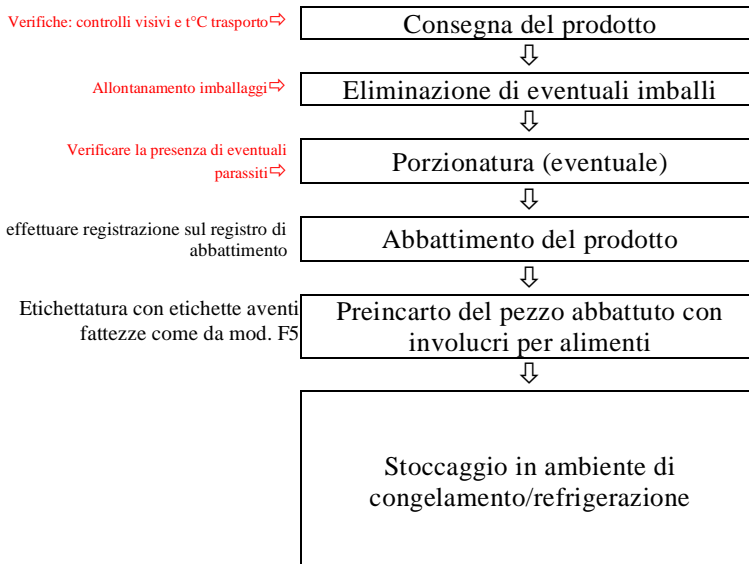 Verifiche: controlli visivi e t°C trasporto⇨
Consegna del prodotto
Allontanamento imballaggi⇨
Eliminazione di eventuali imballi
Verificare la presenza di eventuali
parassiti⇨
Porzionatura (eventuale)
effettuare registrazione sul registro di
abbattimento
Abbattimento del prodotto
Etichettatura con etichette aventi
fattezze come da mod. F5
Preincarto del pezzo abbattuto con
involucri per alimenti
Stoccaggio in ambiente di
congelamento/refrigerazione